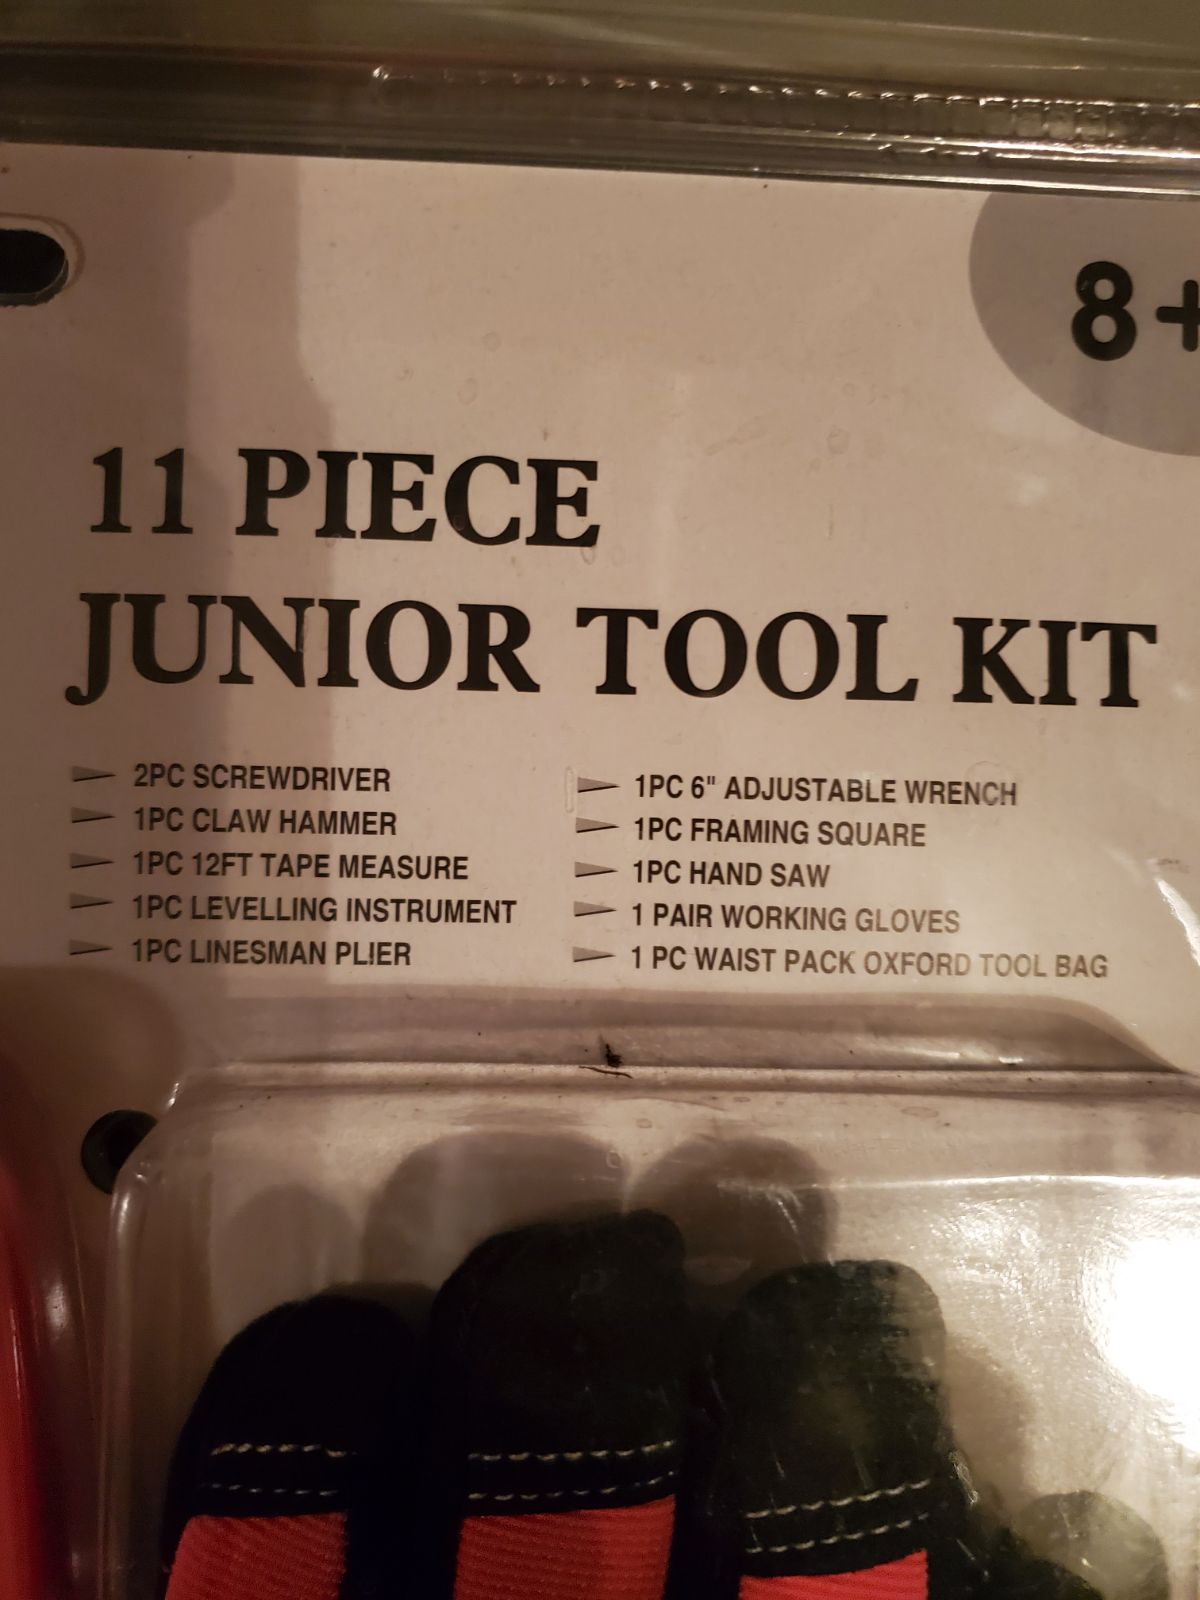 8+
11 PIECE
JUNIOR TOOL KIT
2PC SCREWDRIVER
1PC CLAW HAMMER
1PC 12FT TAPE MEASURE
1PC LEVELLING INSTRUMENT
1PC LINESMAN PLIER
1PC 6" ADJUSTABLE WRENCH
1PC FRAMING SQUARE
1PC HAND SAW
1 PAIR WORKING GLOVES
1 PC WAIST PACK OXFORD TOOL BAG